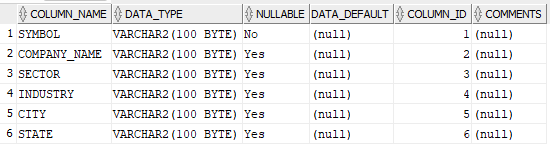 COLUMN_NAME DATA_TYPE NULLABLE DATA_DEFAULT COLUMN_ID COMMENTS
1 SYMBOL VARCHAR2(100 BYTE) No (null) 1 (null)
2 COMPANY_NAME VARCHAR2(100 BYTE) Yes (null) 2 (null)
3 SECTOR VARCHAR2(100 BYTE) Yes (null) 3 (null)
4 INDUSTRY VARCHAR2(100 BYTE) Yes (null) 4 (null)
5 CITY VARCHAR2(100 BYTE) Yes (null) 5 (null)
6 STATE VARCHAR2(100 BYTE) Yes (null) 6 (null)